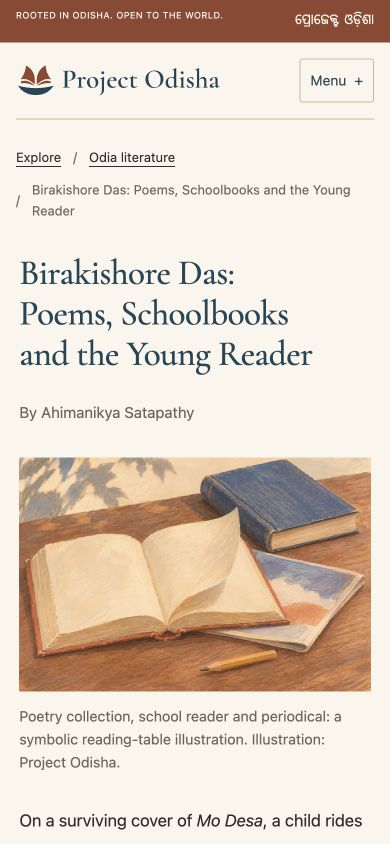 ROOTED IN ODISHA. OPEN TO THE WORLD.
ପ୍ରୋଜେକ୍ଟ ଓଡ଼ିଶା
Project Odisha
Menu +
Explore / Odia literature
/ Birakishore Das: Poems, Schoolbooks and the Young
Reader
Birakishore Das:
Poems, Schoolbooks
and the Young Reader
By Ahimanikya Satapathy
Poetry collection, school reader and periodical: a
symbolic reading-table illustration. Illustration:
Project Odisha.
On a surviving cover of Mo Desa, a child rides